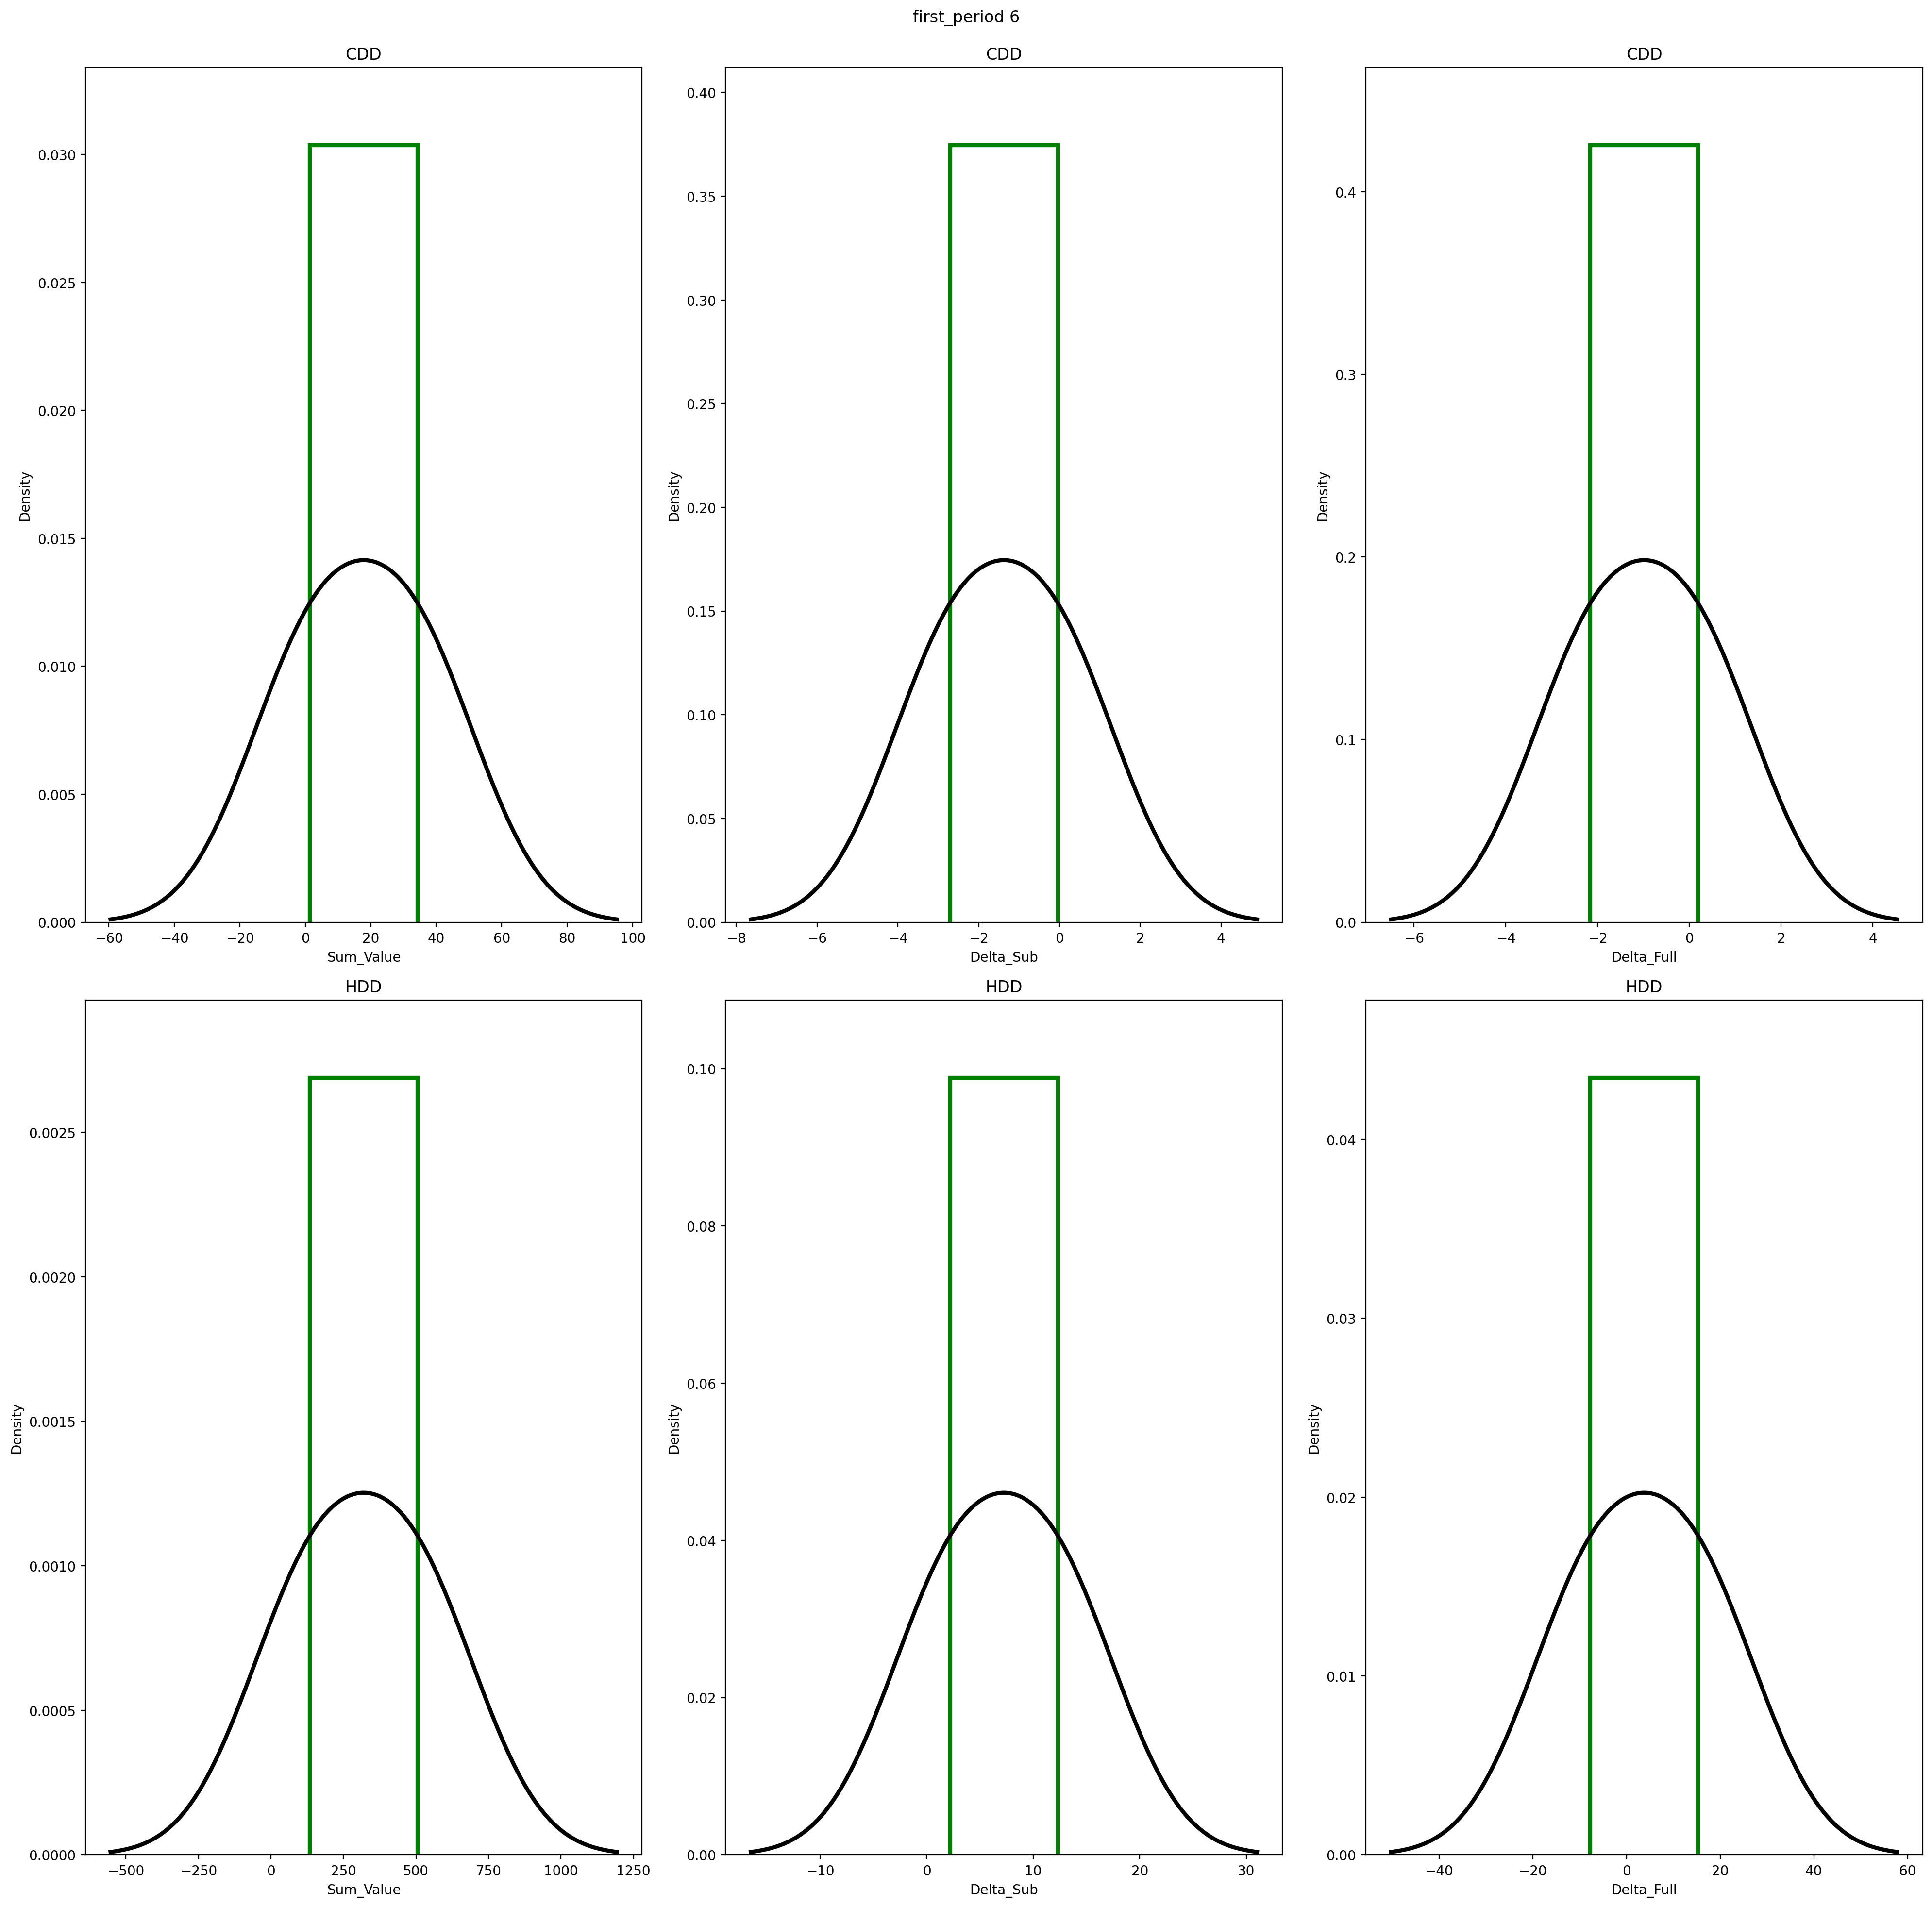 first_period 6
CDD
CDD
CDD
0.030
0.025
0.020
0.015
0.010
0.005
0.000
Density
−60 −40 −20 0 20 40 60 80 100
Sum_Value
0.40
0.35
0.30
0.25
0.20
0.15
0.10
0.05
0.00
Density
−8 −6 −4 −2 0 2 4
Delta_Sub
0.4
0.3
0.2
0.1
0.0
Density
−6 −4 −2 0 2 4
Delta_Full
HDD
HDD
HDD
0.0025
0.0020
0.0015
0.0010
0.0005
0.0000
Density
−500 −250 0 250 500 750 1000 1250
Sum_Value
0.10
0.08
0.06
0.04
0.02
0.00
Density
−10 0 10 20 30
Delta_Sub
0.04
0.03
0.02
0.01
0.00
Density
−40 −20 0 20 40 60
Delta_Full